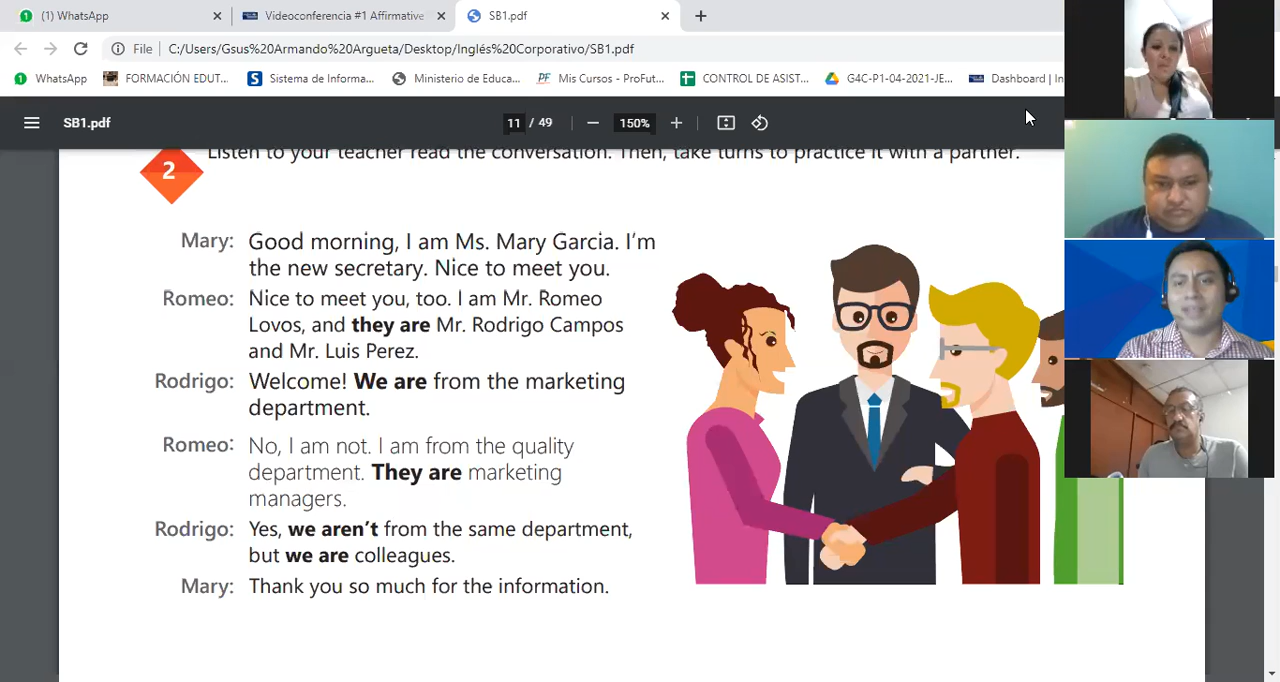 (1) WhatsApp
Videoconferencia #1 Affirmative
SB1.pdf
File
C:/Users/Gsus%20Armando%20Argueta/Desktop/Inglés%20Corporativo/SB1.pdf
WhatsApp
FORMACIÓN EDUT...
Sistema de Informa...
Ministerio de Educa...
Mis Cursos - ProFut...
CONTROL DE ASIST...
G4C-P1-04-2021-JE...
Dashboard | In
SB1.pdf
11 / 49
150%
2
Listen to your teacher read the conversation. Then, take turns to practice it with a partner.
Mary: Good morning, I am Ms. Mary Garcia. I'm
the new secretary. Nice to meet you.
Romeo: Nice to meet you, too. I am Mr. Romeo
Lovos, and they are Mr. Rodrigo Campos
and Mr. Luis Perez.
Rodrigo: Welcome! We are from the marketing
department.
Romeo: No, I am not. I am from the quality
department. They are marketing
managers.
Rodrigo: Yes, we aren't from the same department,
but we are colleagues.
Mary: Thank you so much for the information.